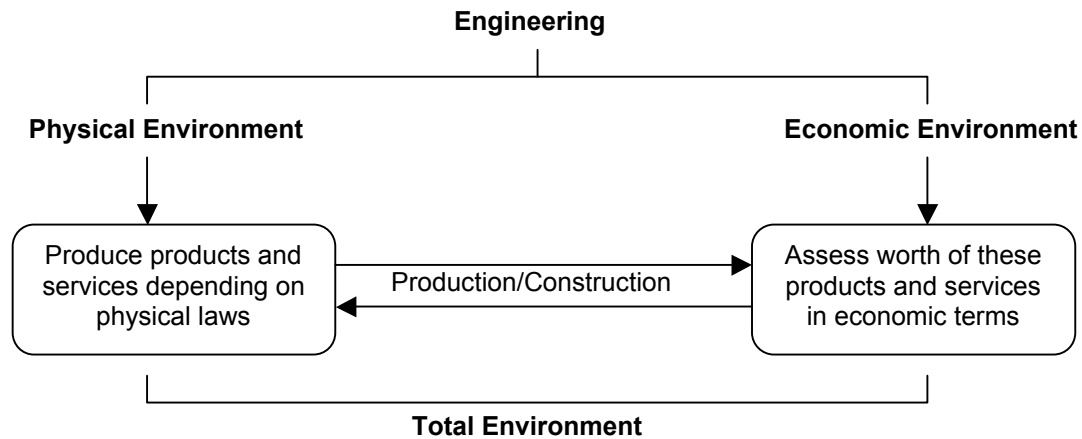 Engineering
Physical Environment
Economic Environment
Produce products and
services depending on
physical laws
Production/Construction
Assess worth of these
products and services
in economic terms
Total Environment